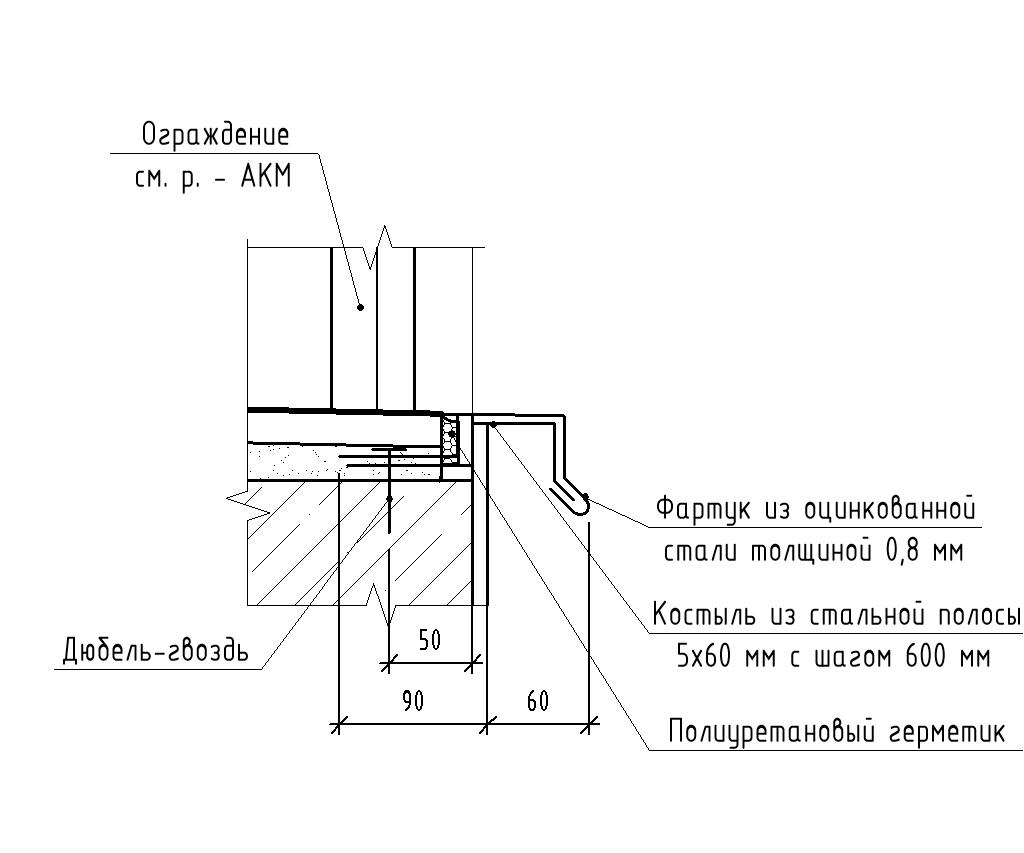 Ограждение
см. р. - АКМ
Фартук из оцинкованной
стали толщиной 0,8 мм
Костыль из стальной полосы
5х60 мм с шагом 600 мм
Дюбель-гвоздь
50
90
60
Полиуретановый герметик